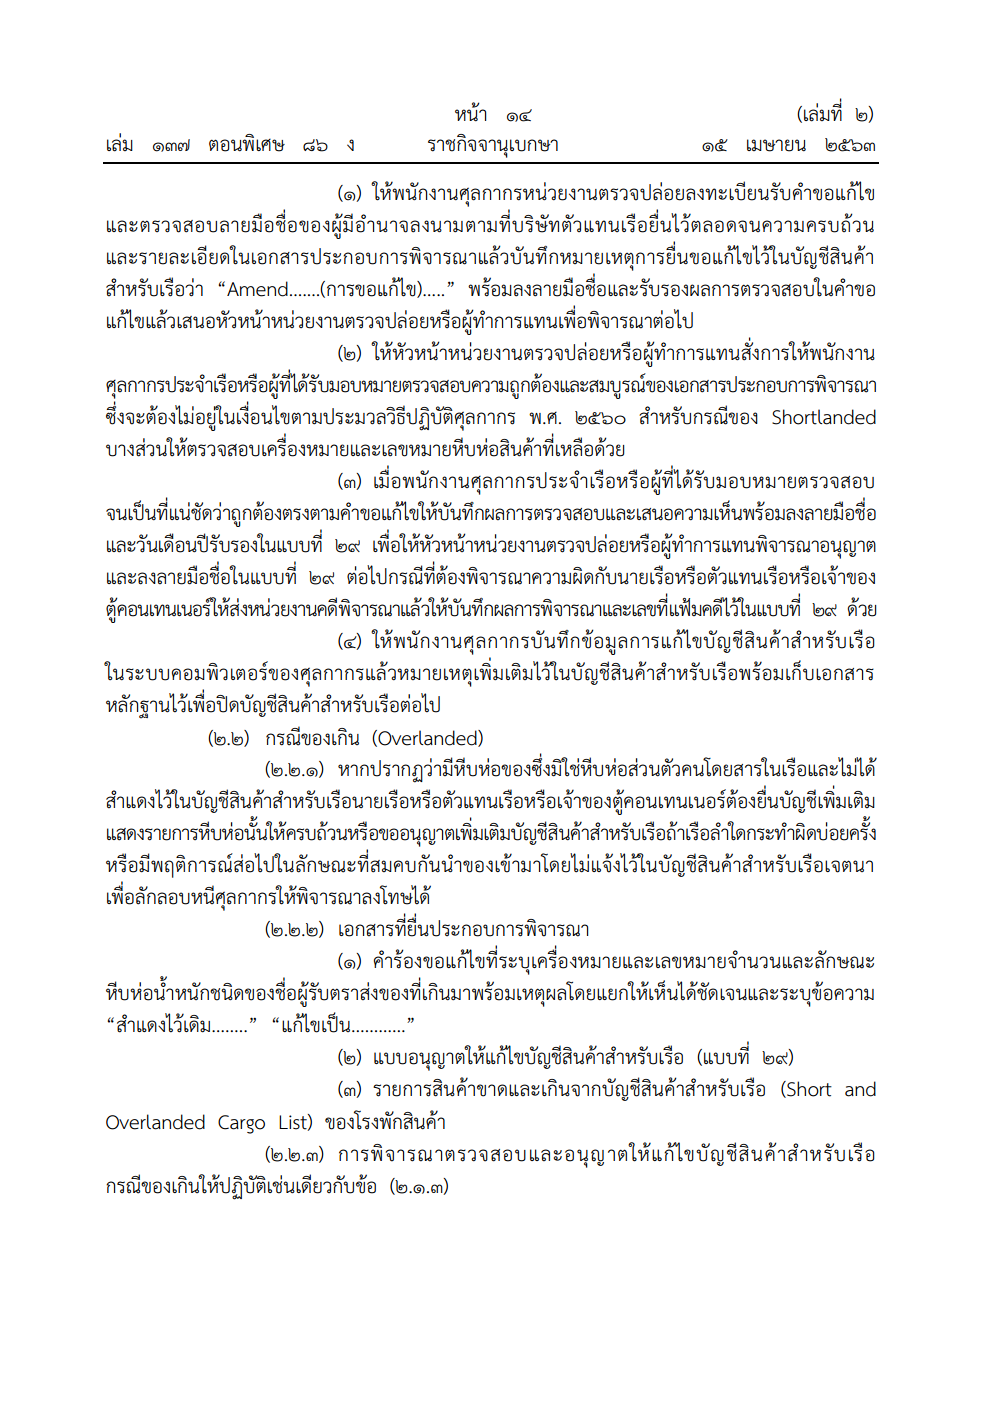 หน้า ๑๔ (เล่มที่ ๒)
เล่ม ๑๓๗ ตอนพิเศษ ๘๖ ง ราชกิจจานุเบกษา ๑๕ เมษายน ๒๕๖๓
(๑) ให้พนักงานศุลกากรหน่วยงานตรวจปล่อยลงทะเบียนรับคำขอแก้ไข
และตรวจสอบลายมือชื่อของผู้มีอำนาจลงนามตามที่บริษัทตัวแทนเรือยื่นไว้ตลอดจนความครบถ้วน
และรายละเอียดในเอกสารประกอบการพิจารณาแล้วบันทึกหมายเหตุการยื่นขอแก้ไขไว้ในบัญชีสินค้า
สำหรับเรือว่า “Amend.......(การขอแก้ไข).....” พร้อมลงลายมือชื่อและรับรองผลการตรวจสอบในคำขอ
แก้ไขแล้วเสนอหัวหน้าหน่วยงานตรวจปล่อยหรือผู้ทำการแทนเพื่อพิจารณาต่อไป
(๒) ให้หัวหน้าหน่วยงานตรวจปล่อยหรือผู้ทำการแทนสั่งการให้พนักงาน
ศุลกากรประจำเรือหรือผู้ที่ได้รับมอบหมายตรวจสอบความถูกต้องและสมบูรณ์ของเอกสารประกอบการพิจารณา
ซึ่งจะต้องไม่อยู่ในเงื่อนไขตามประมวลวิธีปฏิบัติศุลกากร พ.ศ. ๒๕๖๐ สำหรับกรณีของ Shortlanded
บางส่วนให้ตรวจสอบเครื่องหมายและเลขหมายหีบห่อสินค้าที่เหลือด้วย
(๓) เมื่อพนักงานศุลกากรประจำเรือหรือผู้ที่ได้รับมอบหมายตรวจสอบ
จนเป็นที่แน่ชัดว่าถูกต้องตรงตามคำขอแก้ไขให้บันทึกผลการตรวจสอบและเสนอความเห็นพร้อมลงลายมือชื่อ
และวันเดือนปีรับรองในแบบที่ ๒๙ เพื่อให้หัวหน้าหน่วยงานตรวจปล่อยหรือผู้ทำการแทนพิจารณาอนุญาต
และลงลายมือชื่อในแบบที่ ๒๙ ต่อไปกรณีที่ต้องพิจารณาความผิดกับนายเรือหรือตัวแทนเรือหรือเจ้าของ
ตู้คอนเทนเนอร์ให้ส่งหน่วยงานคดีพิจารณาแล้วให้บันทึกผลการพิจารณาและเลขที่แฟ้มคดีไว้ในแบบที่ ๒๙ ด้วย
(๔) ให้พนักงานศุลกากรบันทึกข้อมูลการแก้ไขบัญชีสินค้าสำหรับเรือ
ในระบบคอมพิวเตอร์ของศุลกากรแล้วหมายเหตุเพิ่มเติมไว้ในบัญชีสินค้าสำหรับเรือพร้อมเก็บเอกสาร
หลักฐานไว้เพื่อปิดบัญชีสินค้าสำหรับเรือต่อไป
(๒.๒) กรณีของเกิน (Overlanded)
(๒.๒.๑) หากปรากฏว่ามีหีบห่อของซึ่งมิใช่หีบห่อส่วนตัวคนโดยสารในเรือและไม่ได้
สำแดงไว้ในบัญชีสินค้าสำหรับเรือนายเรือหรือตัวแทนเรือหรือเจ้าของตู้คอนเทนเนอร์ต้องยื่นบัญชีเพิ่มเติม
แสดงรายการหีบห่อนั้นให้ครบถ้วนหรือขออนุญาตเพิ่มเติมบัญชีสินค้าสำหรับเรือถ้าเรือลำใดกระทำผิดบ่อยครั้ง
หรือมีพฤติการณ์ส่อไปในลักษณะที่สมคบกันนำของเข้ามาโดยไม่แจ้งไว้ในบัญชีสินค้าสำหรับเรือเจตนา
เพื่อลักลอบหนีศุลกากรให้พิจารณาลงโทษได้
(๒.๒.๒) เอกสารที่ยื่นประกอบการพิจารณา
(๑) คำร้องขอแก้ไขที่ระบุเครื่องหมายและเลขหมายจำนวนและลักษณะ
หีบห่อน้ำหนักชนิดของชื่อผู้รับตราส่งของที่เกินมาพร้อมเหตุผลโดยแยกให้เห็นได้ชัดเจนและระบุข้อความ
“สำแดงไว้เดิม........” “แก้ไขเป็น............”
(๒) แบบอนุญาตให้แก้ไขบัญชีสินค้าสำหรับเรือ (แบบที่ ๒๙)
(๓) รายการสินค้าขาดและเกินจากบัญชีสินค้าสำหรับเรือ (Short and
Overlanded Cargo List) ของโรงพักสินค้า
(๒.๒.๓) การพิจารณาตรวจสอบและอนุญาตให้แก้ไขบัญชีสินค้าสำหรับเรือ
กรณีของเกินให้ปฏิบัติเช่นเดียวกับข้อ (๒.๑.๓)